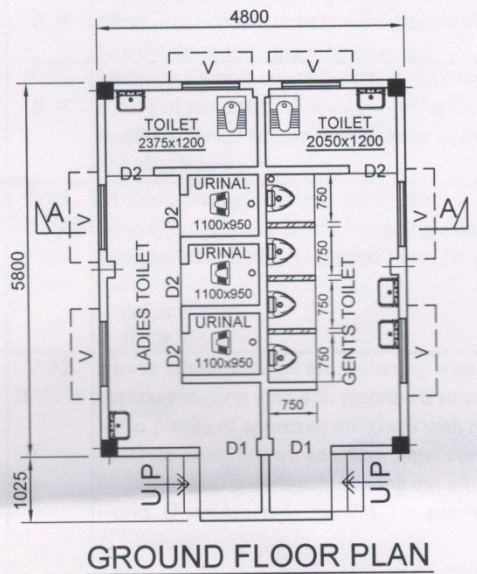 4800
V
V
TOILET
2375x1200
TOILET
2050x1200
D2
D2
URINAL
1100x950
D2
750
A
V
V
A
5800
LADIES TOILET
URINAL
1100x950
D2
750
GENTS TOILET
750
URINAL
1100x950
D2
750
V
V
750
D1
D1
1025
UP
UP
GROUND FLOOR PLAN